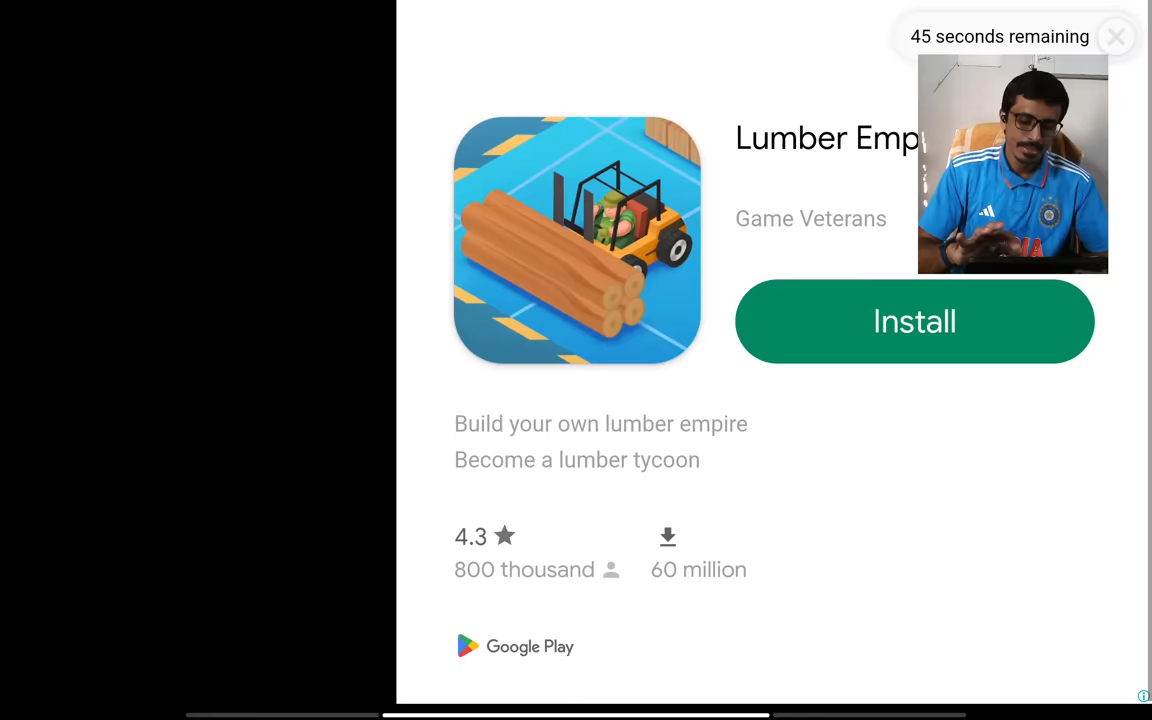 45 seconds remaining
Lumber Emp
Game Veterans
Install
Build your own lumber empire
Become a lumber tycoon
4.3
800 thousand
60 million
Google Play